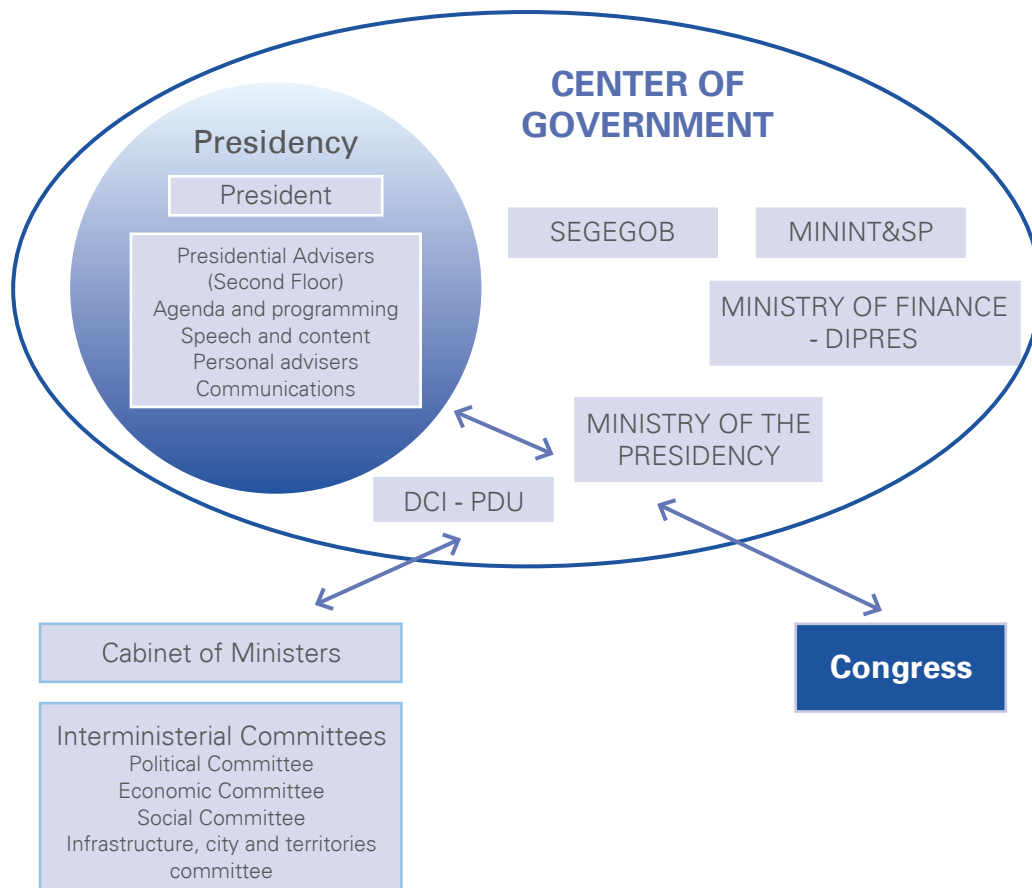 CENTER OF
GOVERNMENT
Presidency
President
Presidential Advisers
(Second Floor)
Agenda and programming
Speech and content
Personal advisers
Communications
SEGEGOB
MININT&SP
MINISTRY OF FINANCE
- DIPRES
MINISTRY OF THE
PRESIDENCY
DCI - PDU
Cabinet of Ministers
Congress
Interministerial Committees
Political Committee
Economic Committee
Social Committee
Infrastructure, city and territories
committee